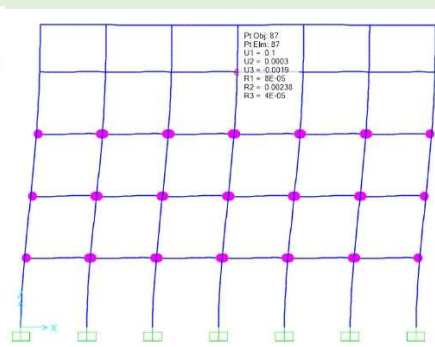 Pt Obj: 87
Pt Elm: 87
U1 = 0.1
U2 = 0.0003
U3 = -0.0019
R1 = 8E-05
R2 = 0.00238
R3 = 4E-05
Z
X